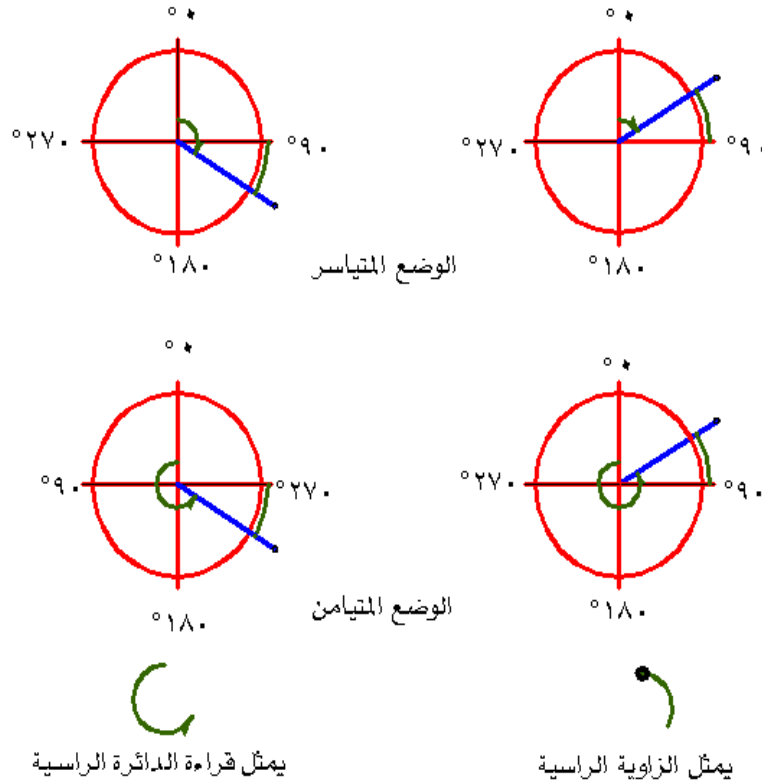 °٠ °٠
°٢٧٠ °٩٠ °٢٧٠ °٩٠
°١٨٠ °١٨٠
الوضع المتياسر
°٠ °٠
°٩٠ °٢٧٠ °٢٧٠ °٩٠
°١٨٠ °١٨٠
الوضع المتيامن
يمثل الزاوية الراسية
يمثل قراءة الدائرة الراسية